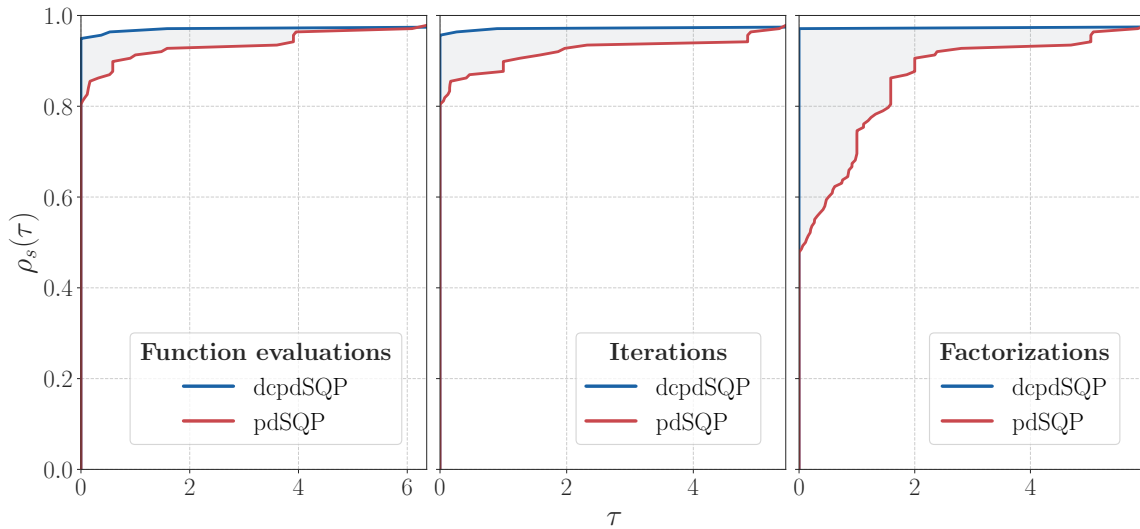 1.0
0.8
0.6
0.4
0.2
0.0
ρ_s(τ)
Function evaluations
dcpdSQP
pdSQP
0 2 4 6
Iterations
dcpdSQP
pdSQP
0 2 4
Factorizations
dcpdSQP
pdSQP
0 2 4
τ